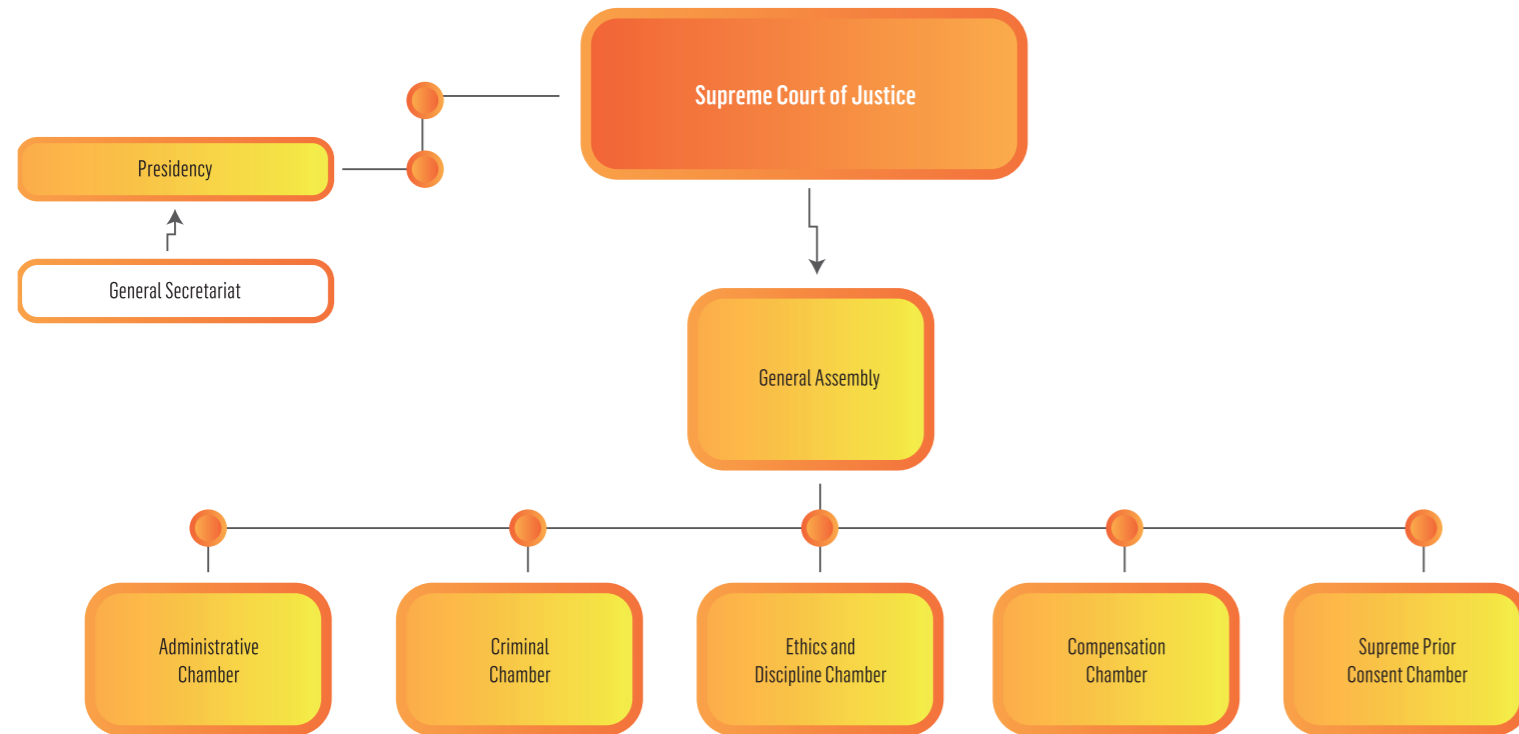 Supreme Court of Justice
Presidency
General Secretariat
General Assembly
Administrative
Chamber
Criminal
Chamber
Ethics and
Discipline Chamber
Compensation
Chamber
Supreme Prior
Consent Chamber